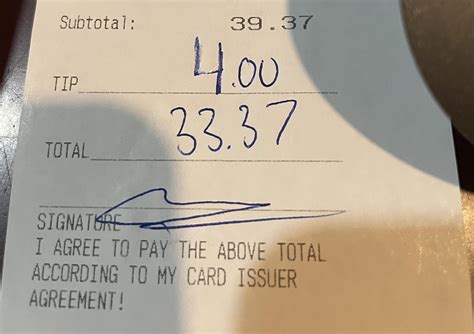 Subtotal: 39.37
TIP 4.00
TOTAL 33.37
SIGNATURE
I AGREE TO PAY THE ABOVE TOTAL
ACCORDING TO MY CARD ISSUER
AGREEMENT!